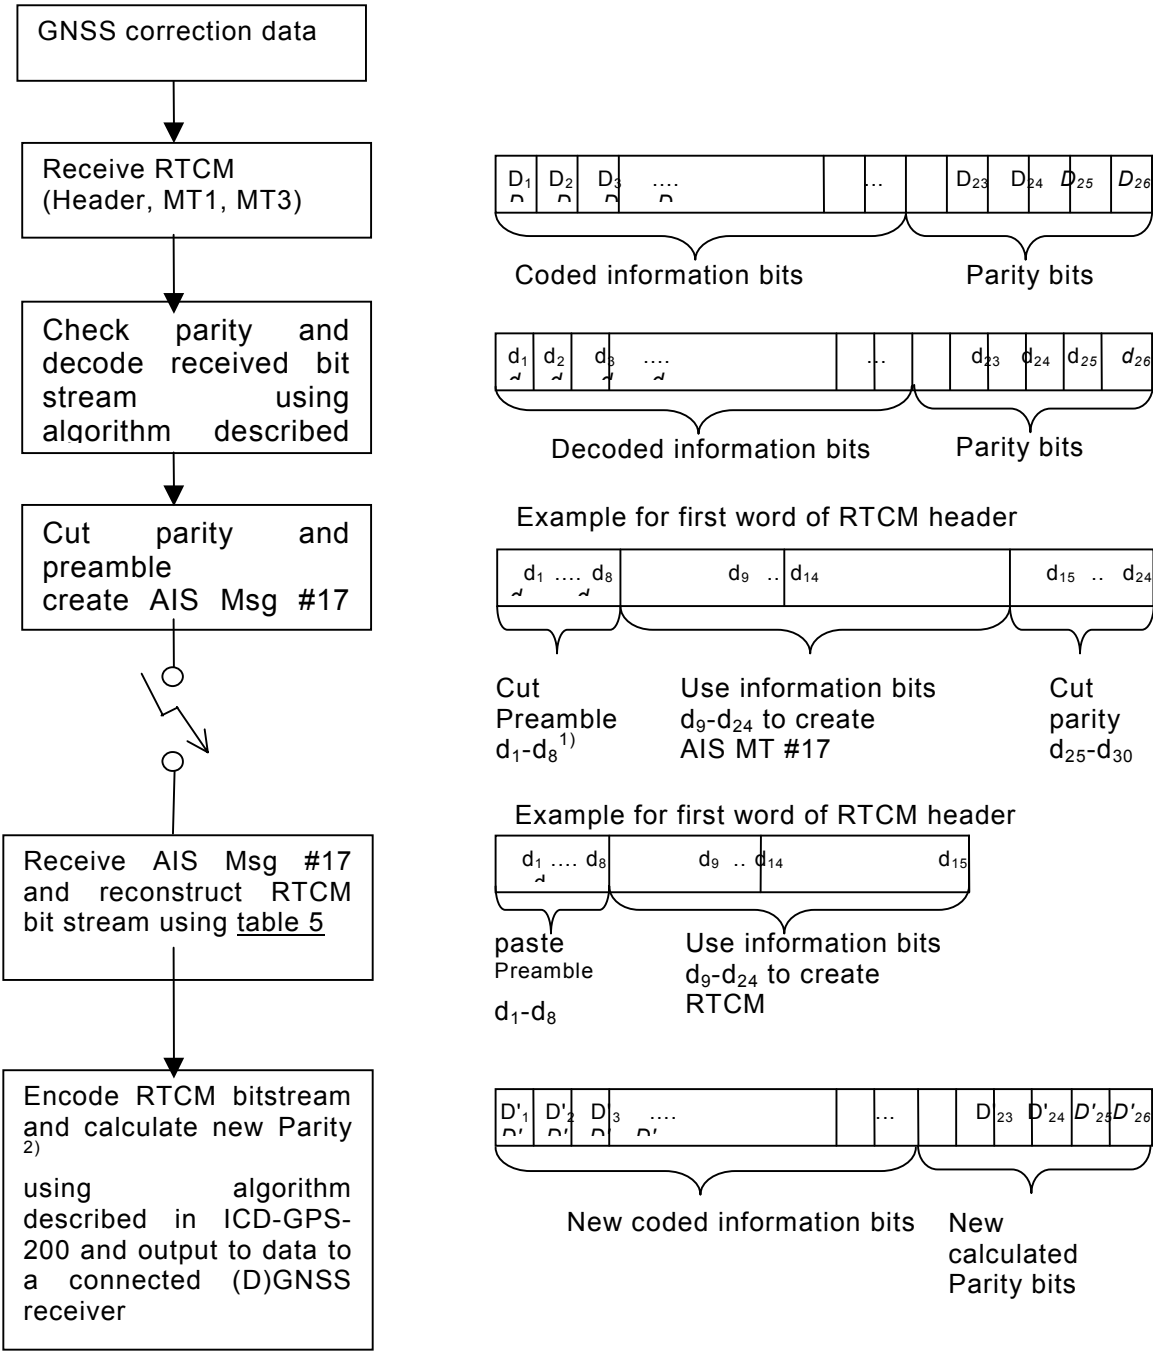 GNSS correction data
Receive RTCM
(Header, MT1, MT3)
D₁ D₂ D₃ .... ... D₂₃ D₂₄ D₂₅ D₂₆
Coded information bits
Parity bits
Check parity and
decode received bit
stream using
algorithm described
d₁ d₂ d₃ .... ... d₂₃ d₂₄ d₂₅ d₂₆
Decoded information bits
Parity bits
Cut parity and
preamble
create AIS Msg #17
Example for first word of RTCM header
d₁ .... d₈ d₉ .. d₁₄ d₁₅ .. d₂₄
Cut
Preamble
d₁-d₈¹⁾
Use information bits
d₉-d₂₄ to create
AIS MT #17
Cut
parity
d₂₅-d₃₀
Receive AIS Msg #17
and reconstruct RTCM
bit stream using table 5
Example for first word of RTCM header
d₁ .... d₈ d₉ .. d₁₄ d₁₅
paste
Preamble
d₁-d₈
Use information bits
d₉-d₂₄ to create
RTCM
Encode RTCM bitstream
and calculate new Parity
²⁾
using algorithm
described in ICD-GPS-
200 and output to data to
a connected (D)GNSS
receiver
D'₁ D'₂ D'₃ .... ... D'₂₃ D'₂₄ D'₂₅ D'₂₆
New coded information bits
New
calculated
Parity bits